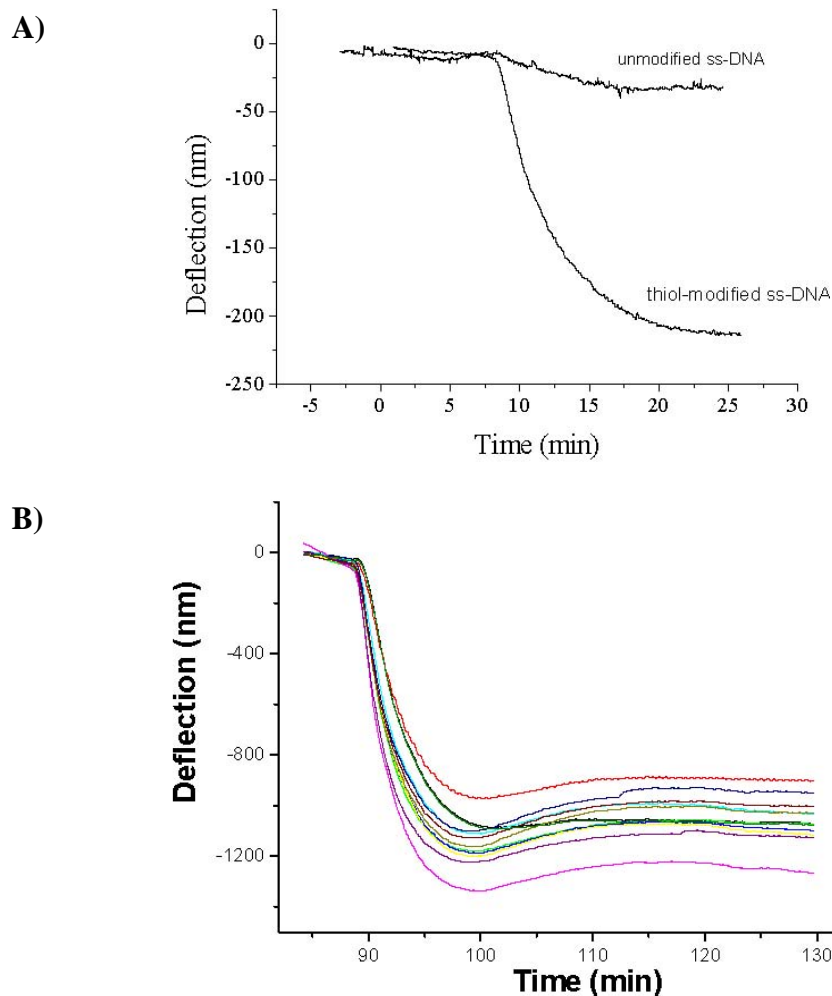 A)
0
-50
-100
-150
-200
-250
Deflection (nm)
unmodified ss-DNA
thiol-modified ss-DNA
-5 0 5 10 15 20 25 30
Time (min)
B)
0
-400
-800
-1200
Deflection (nm)
90 100 110 120 130
Time (min)